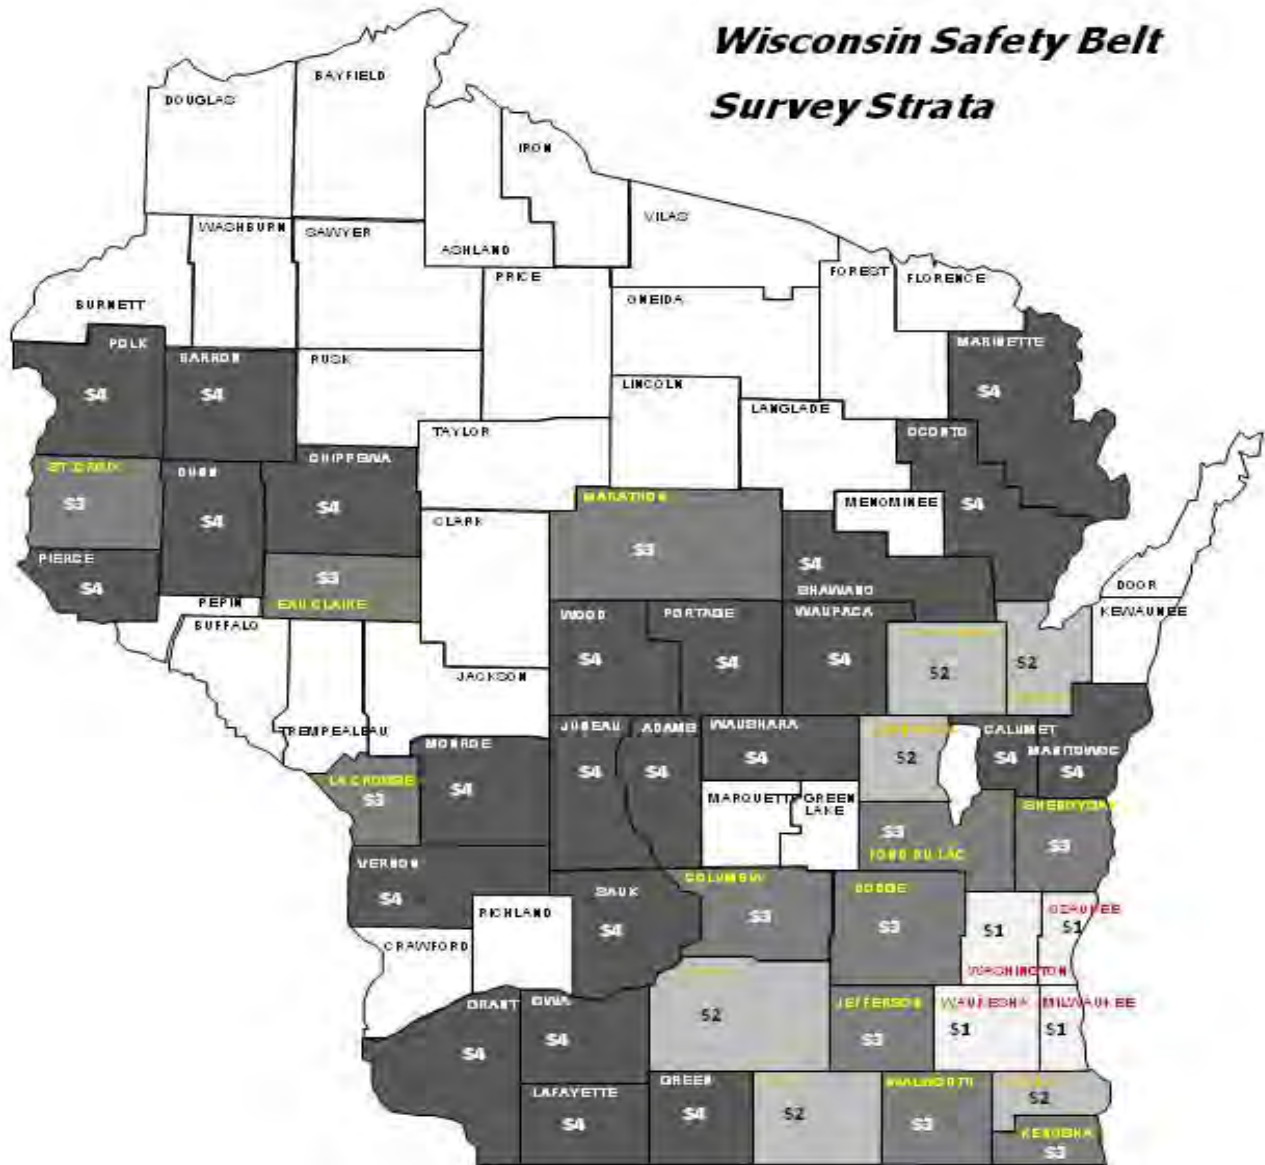 Wisconsin Safety Belt
Survey Strata
BAYFIELD
DOUGLAS
IRON
VILAS
WASHBURN
SAWYER
ASHLAND
PRICE
FOREST
FLORENCE
BURNETT
ONEIDA
POLK
BARRON
RUSK
MARINETTE
S4
S4
LINCOLN
S4
LANGLADE
TAYLOR
OCONTO
ST CROIX
DUNN
CHIPPEWA
S3
S4
S4
MARATHON
MENOMINEE
S4
CLARK
S3
PIERCE
S4
S3
S4
SHAWANO
DOOR
PEPIN
EAU CLAIRE
BUFFALO
WOOD
PORTAGE
WAUPACA
KEWAUNEE
S4
S4
S4
S2
S2
JACKSON
TREMPEALEAU
MONROE
JUNEAU
ADAMS
WAUSHARA
CALUMET
MANITOWOC
S4
S4
S4
S2
S4
S4
LA CROSSE
S3
S4
MARQUETTE
GREEN
LAKE
SHEBOYGAN
S3
FOND DU LAC
S3
VERNON
S4
COLUMBIA
DODGE
SAUK
RICHLAND
S4
S3
S3
S1
OZAUKEE
S1
CRAWFORD
WASHINGTON
GRANT
IOWA
JEFFERSON
WAUKESHA
MILWAUKEE
S2
S4
S4
S3
S1
S1
LAFAYETTE
GREEN
WALWORTH
S4
S4
S2
S3
S2
KENOSHA
S3